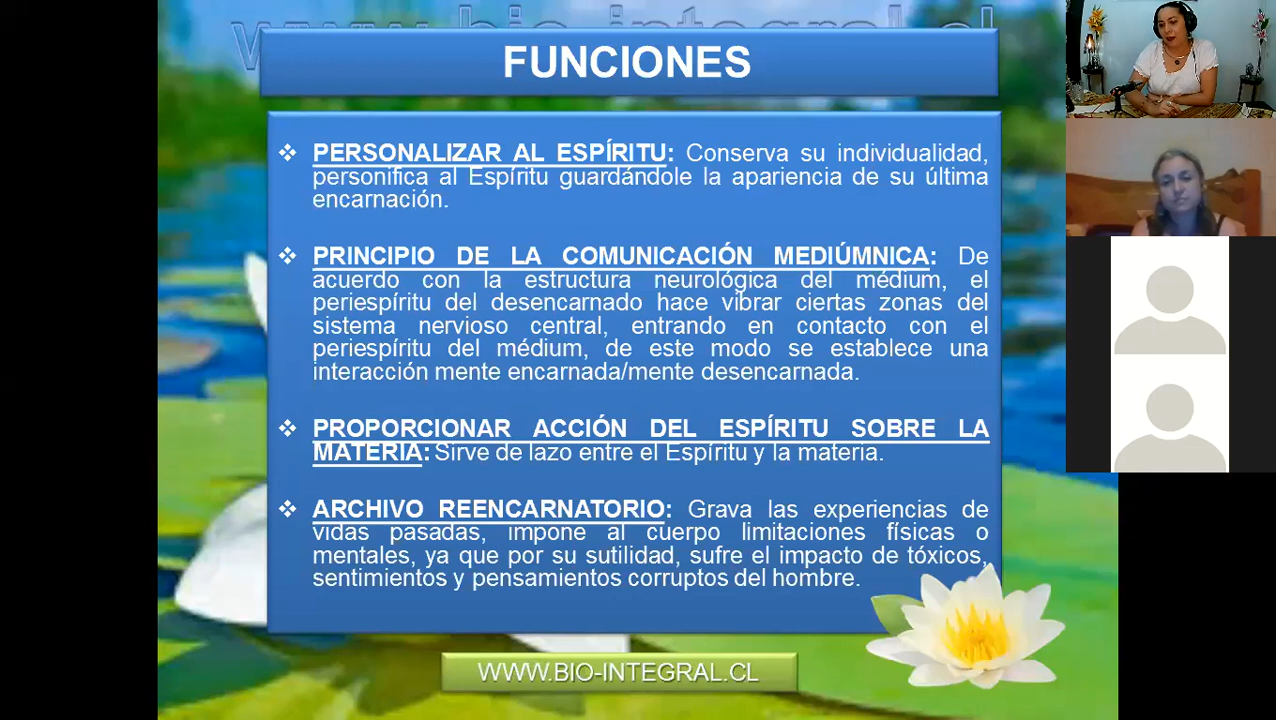 www.bio-integral.cl
FUNCIONES
❖ PERSONALIZAR AL ESPÍRITU: Conserva su individualidad,
personifica al Espíritu guardándole la apariencia de su última
encarnación.
❖ PRINCIPIO DE LA COMUNICACIÓN MEDIÚMNICA: De
acuerdo con la estructura neurológica del médium, el
periespíritu del desencarnado hace vibrar ciertas zonas del
sistema nervioso central, entrando en contacto con el
periespíritu del médium, de este modo se establece una
interacción mente encarnada/mente desencarnada.
❖ PROPORCIONAR ACCIÓN DEL ESPÍRITU SOBRE LA
MATERIA: Sirve de lazo entre el Espíritu y la materia.
❖ ARCHIVO REENCARNATORIO: Grava las experiencias de
vidas pasadas, impone al cuerpo limitaciones físicas o
mentales, ya que por su sutilidad, sufre el impacto de tóxicos,
sentimientos y pensamientos corruptos del hombre.
WWW.BIO-INTEGRAL.CL